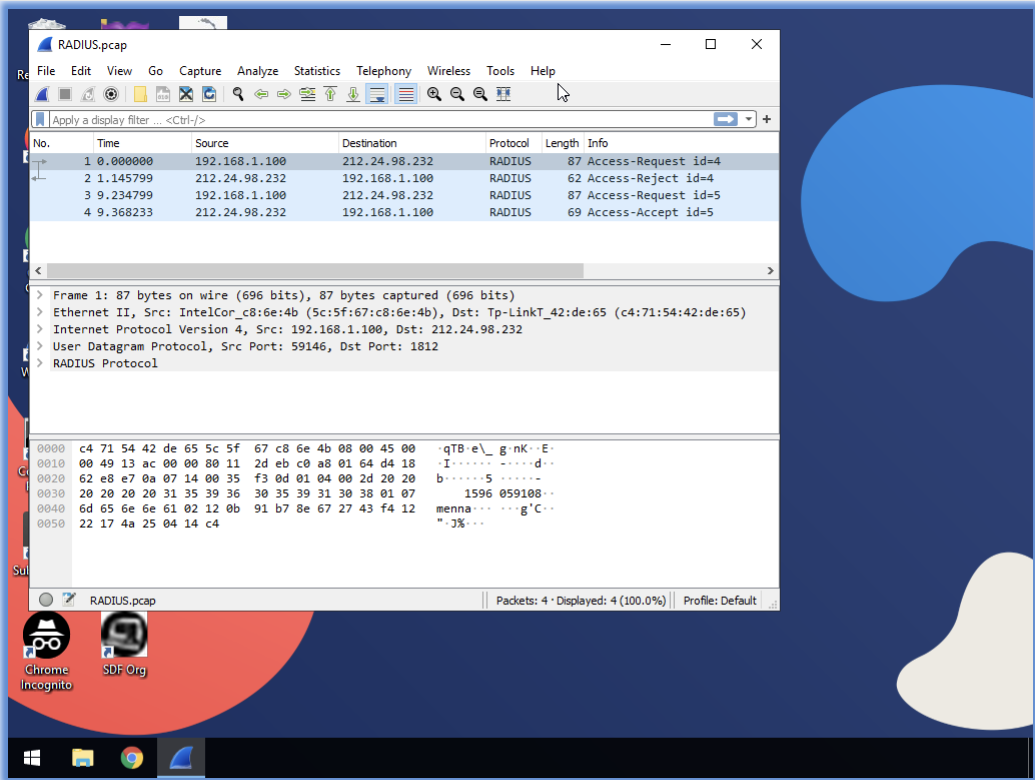 RADIUS.pcap
File Edit View Go Capture Analyze Statistics Telephony Wireless Tools Help
Apply a display filter ... <Ctrl-/>
No. Time Source Destination Protocol Length Info
1 0.000000 192.168.1.100 212.24.98.232 RADIUS 87 Access-Request id=4
2 1.145799 212.24.98.232 192.168.1.100 RADIUS 62 Access-Reject id=4
3 9.234799 192.168.1.100 212.24.98.232 RADIUS 87 Access-Request id=5
4 9.368233 212.24.98.232 192.168.1.100 RADIUS 69 Access-Accept id=5
Frame 1: 87 bytes on wire (696 bits), 87 bytes captured (696 bits)
Ethernet II, Src: IntelCor_c8:6e:4b (5c:5f:67:c8:6e:4b), Dst: Tp-LinkT_42:de:65 (c4:71:54:42:de:65)
Internet Protocol Version 4, Src: 192.168.1.100, Dst: 212.24.98.232
User Datagram Protocol, Src Port: 59146, Dst Port: 1812
RADIUS Protocol
0000 c4 71 54 42 de 65 5c 5f 67 c8 6e 4b 08 00 45 00 ·qTB·e\_ g·nK··E·
0010 00 49 13 ac 00 00 80 11 2d eb c0 a8 01 64 d4 18 ·I······ -····d··
0020 62 e8 e7 0a 07 14 00 35 f3 0d 01 04 00 2d 20 20 b······5 ·····-
0030 20 20 20 20 31 35 39 36 30 35 39 31 30 38 01 07 1596 059108··
0040 6d 65 6e 6e 61 02 12 0b 91 b7 8e 67 27 43 f4 12 menna··· ···g'C··
0050 22 17 4a 25 04 14 c4 "·J%···
RADIUS.pcap Packets: 4 · Displayed: 4 (100.0%) Profile: Default
Chrome Incognito
SDF Org